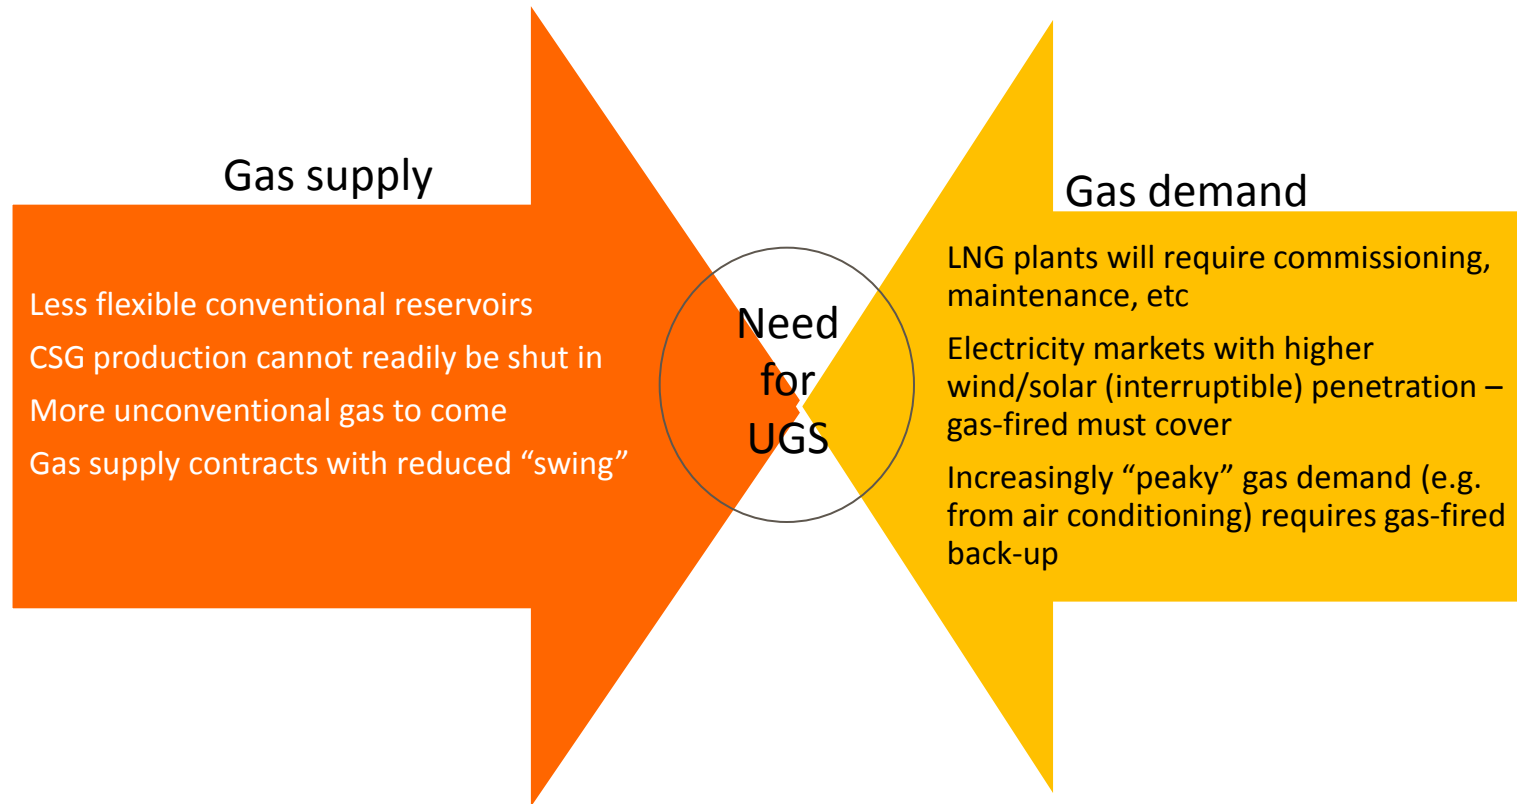 Gas supply
Less flexible conventional reservoirs
CSG production cannot readily be shut in
More unconventional gas to come
Gas supply contracts with reduced “swing”
Need
for
UGS
Gas demand
LNG plants will require commissioning,
maintenance, etc
Electricity markets with higher
wind/solar (interruptible) penetration –
gas-fired must cover
Increasingly “peaky” gas demand (e.g.
from air conditioning) requires gas-fired
back-up